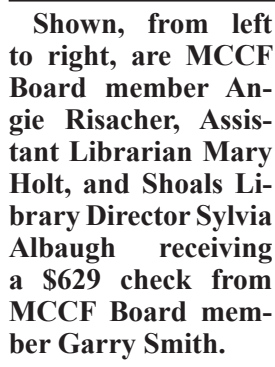 Shown, from left
to right, are MCCF
Board member An-
gie Risacher, Assis-
tant Librarian Mary
Holt, and Shoals Li-
brary Director Sylvia
Albaugh receiving
a $629 check from
MCCF Board mem-
ber Garry Smith.